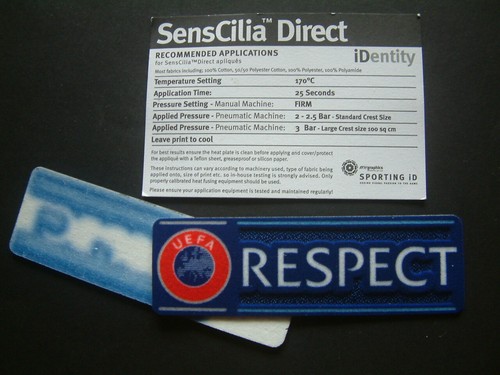 SensCilia™ Direct
RECOMMENDED APPLICATIONS
for SensCilia™Direct appliqués
iDentity
Most fabrics including; 100% Cotton, 50/50 Polyester Cotton, 100% Polyester, 100% Polyamide
Temperature Setting 170°C
Application Time: 25 Seconds
Pressure Setting - Manual Machine: FIRM
Applied Pressure - Pneumatic Machine: 2 - 2.5 Bar - Standard Crest Size
Applied Pressure - Pneumatic Machine: 3 Bar - Large Crest size 100 sq cm
Leave print to cool
For best results ensure the heat plate is clean before applying and cover/protect
the appliqué with a Teflon sheet, greaseproof or silicon paper.
These instructions can vary according to machinery used, type of fabric being
applied onto, size of print etc. so in-house testing is strongly advised. Only
properly calibrated heat fusing equipment should be used.
Please ensure your application equipment is tested and maintained regularly!
SPORTING iD
UEFA
RESPECT